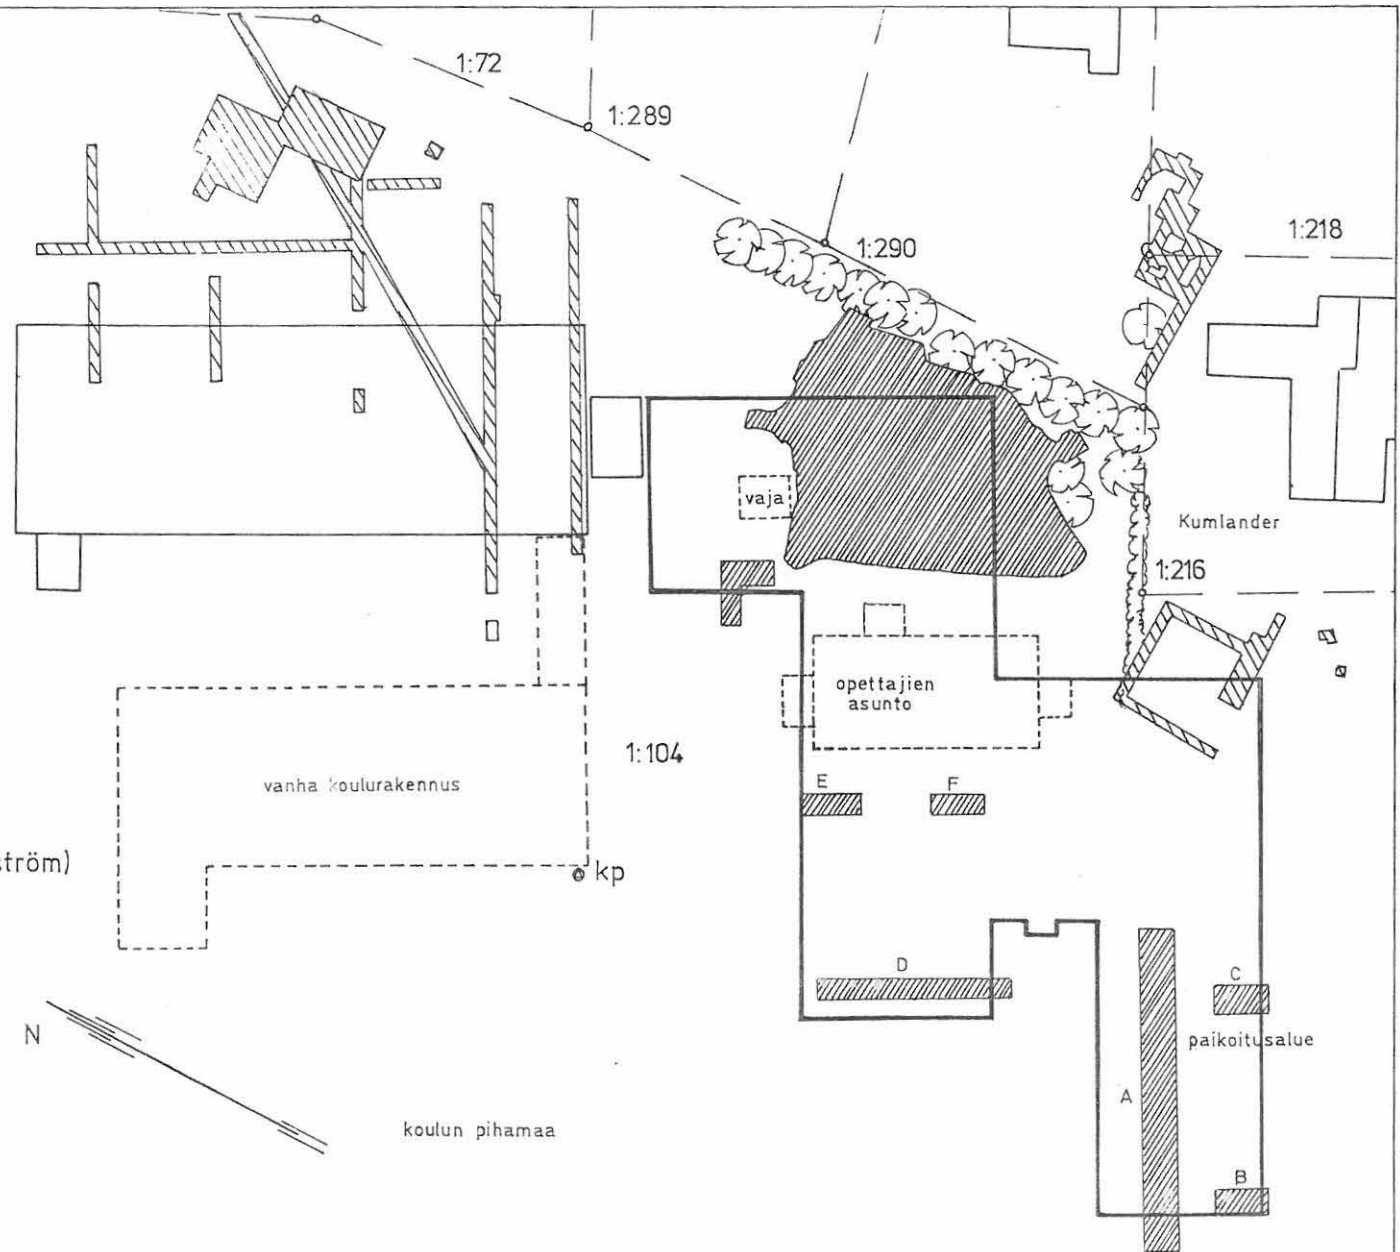 1:72
1:289
1:290
1:218
vaja
Kumlander
1:216
opettajien
asunto
1:104
vanha koulurakennus
E
F
ström)
kp
D
C
N
paikoitusalue
A
koulun pihamaa
B